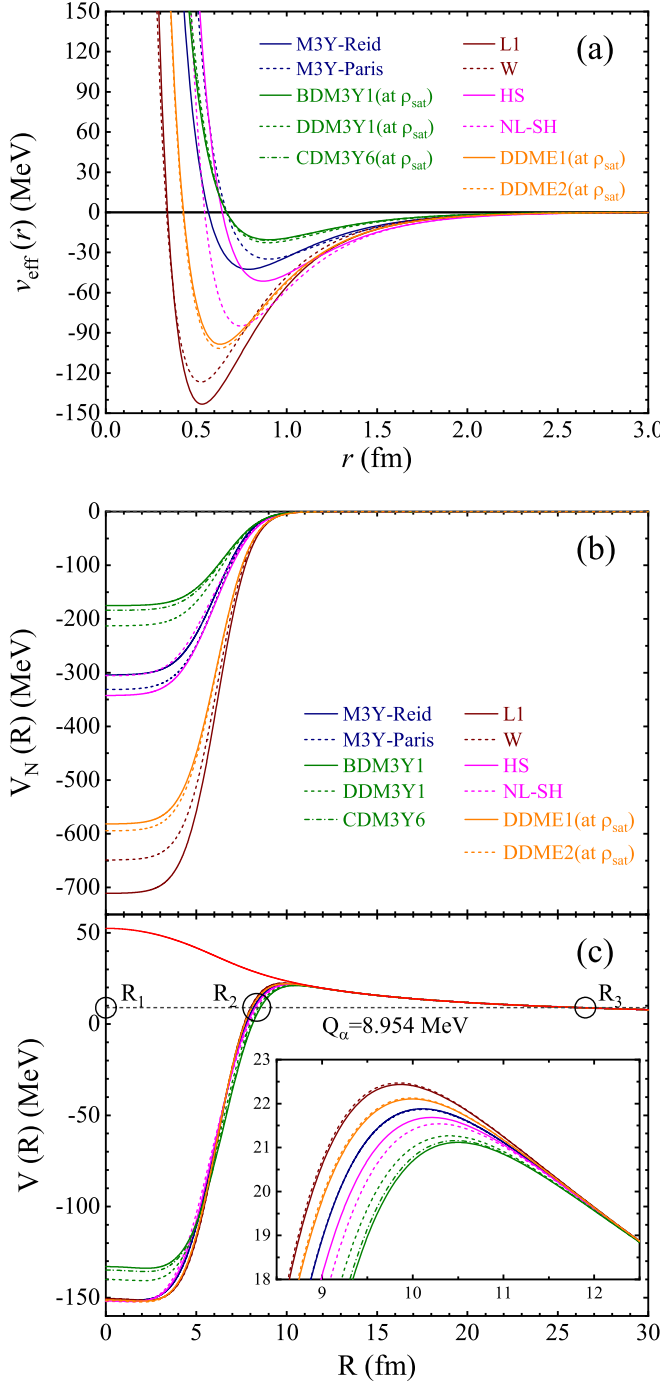 (a)
v_eff (r) (MeV)
150
120
90
60
30
0
-30
-60
-90
-120
-150
M3Y-Reid
M3Y-Paris
BDM3Y1(at ρ_sat)
DDM3Y1(at ρ_sat)
CDM3Y6(at ρ_sat)
L1
W
HS
NL-SH
DDME1(at ρ_sat)
DDME2(at ρ_sat)
0.0 0.5 1.0 1.5 2.0 2.5 3.0
r (fm)
(b)
V_N (R) (MeV)
0
-100
-200
-300
-400
-500
-600
-700
M3Y-Reid
M3Y-Paris
BDM3Y1
DDM3Y1
CDM3Y6
L1
W
HS
NL-SH
DDME1(at ρ_sat)
DDME2(at ρ_sat)
(c)
V (R) (MeV)
50
0
-50
-100
-150
R_1
R_2
R_3
Q_α=8.954 MeV
23
22
21
20
19
18
9 10 11 12
0 5 10 15 20 25 30
R (fm)